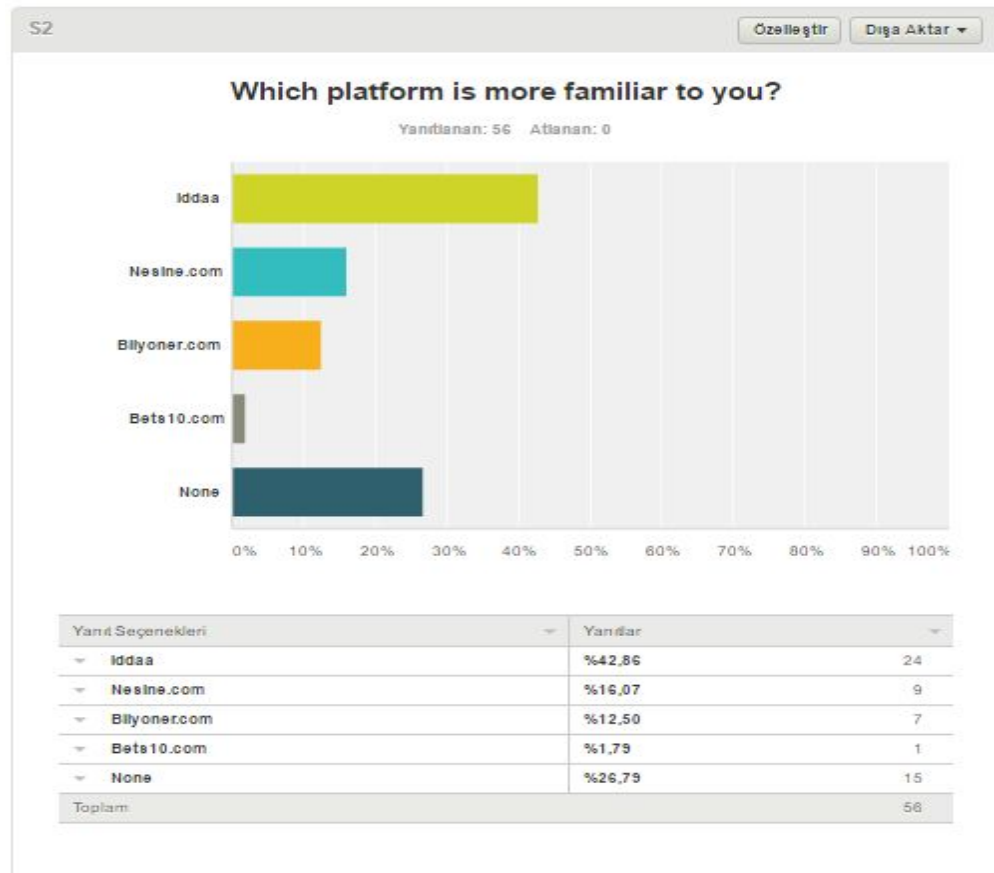 S2
Özelleştir Dışa Aktar
Which platform is more familiar to you?
Yanıtlanan: 56 Atlanan: 0
Iddaa
Nesine.com
Bilyoner.com
Bets10.com
None
0% 10% 20% 30% 40% 50% 60% 70% 80% 90% 100%
Yanıt Seçenekleri Yanıtlar
Iddaa %42,86 24
Nesine.com %16,07 9
Bilyoner.com %12,50 7
Bets10.com %1,79 1
None %26,79 15
Toplam 56